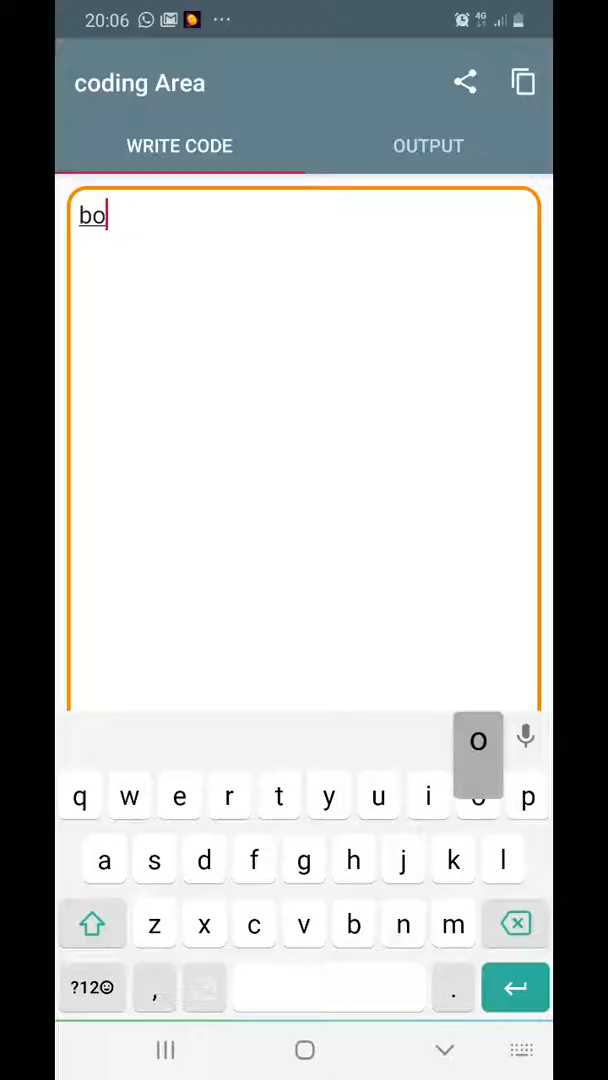 20:06 4G
coding Area
WRITE CODE OUTPUT
bo
o
q w e r t y u i o p
a s d f g h j k l
z x c v b n m
?12☺ , .